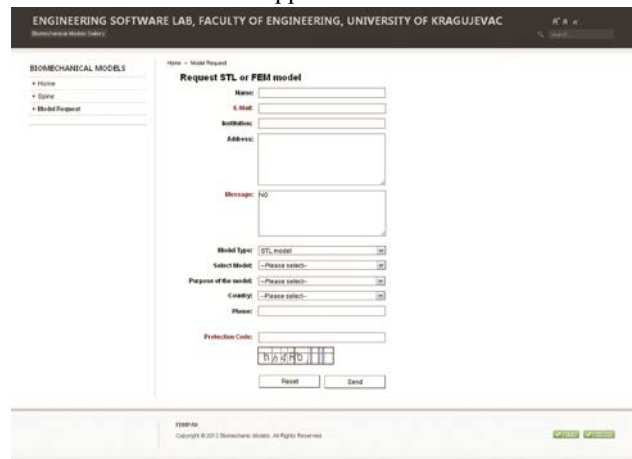 ENGINEERING SOFTWARE LAB, FACULTY OF ENGINEERING, UNIVERSITY OF KRAGUJEVAC
Biomechanical Models Gallery
BIOMECHANICAL MODELS
Home
Spine
Model Request
Home › Model Request
Request STL or FEM model
Name:
E-Mail:
Institution:
Address:
Message: NO
Model Type: STL model
Select Model: --Please select--
Purpose of the model: --Please select--
Country: --Please select--
Phone:
Protection Code:
Reset Send
Copyright © 2012 Biomechanic Models. All Rights Reserved.